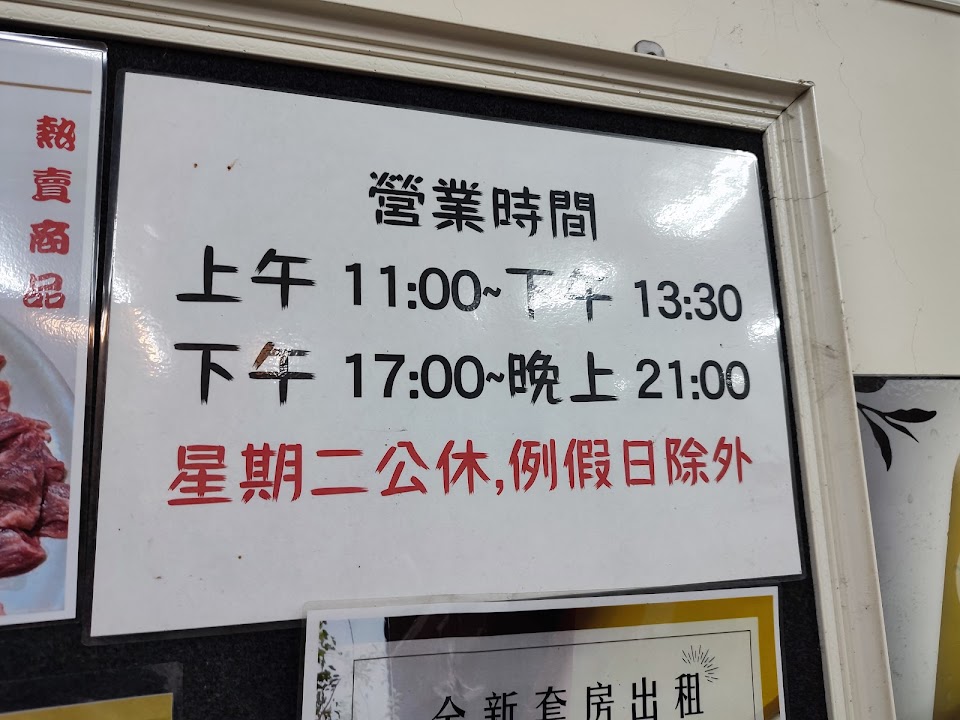 熱賣商品
營業時間
上午 11:00~下午 13:30
下午 17:00~晚上 21:00
星期二公休,例假日除外
全新套房出租